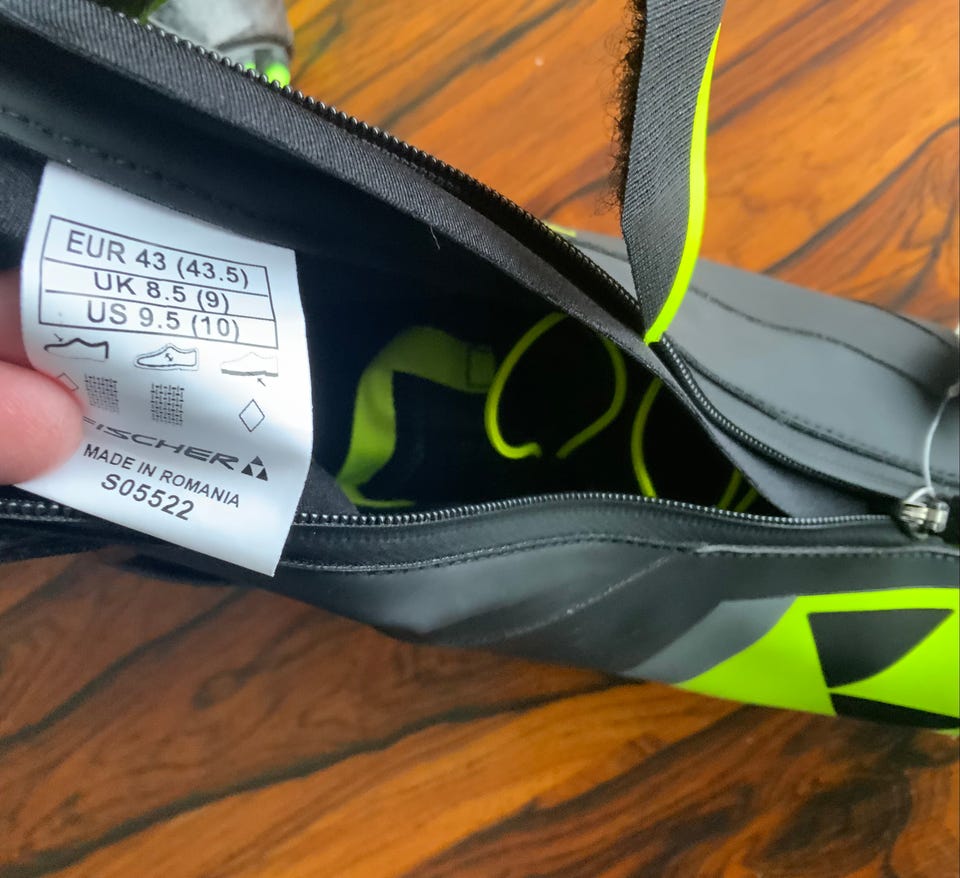 EUR 43 (43.5)
UK 8.5 (9)
US 9.5 (10)
FISCHER
MADE IN ROMANIA
S05522